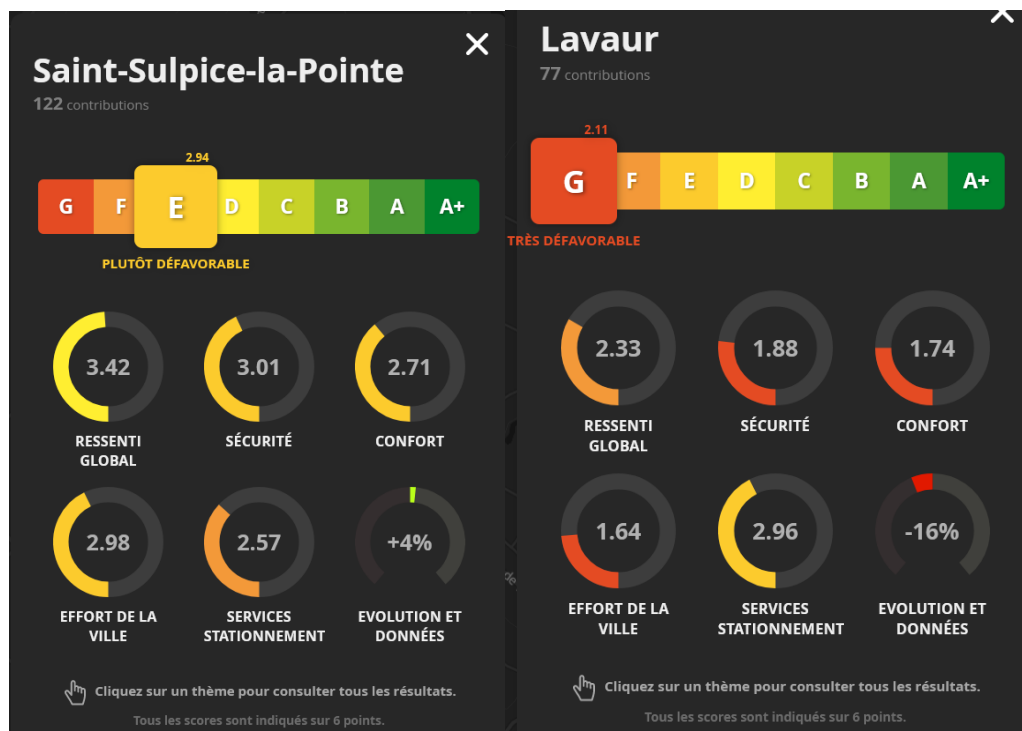 Saint-Sulpice-la-Pointe
122 contributions
2.94
G F E D C B A A+
PLUTÔT DÉFAVORABLE
3.42
3.01
2.71
RESSENTI
GLOBAL
SÉCURITÉ
CONFORT
2.98
2.57
+4%
EFFORT DE LA
VILLE
SERVICES
STATIONNEMENT
EVOLUTION ET
DONNÉES
Cliquez sur un thème pour consulter tous les résultats.
Tous les scores sont indiqués sur 6 points.
Lavaur
77 contributions
2.11
G F E D C B A A+
TRÈS DÉFAVORABLE
2.33
1.88
1.74
RESSENTI
GLOBAL
SÉCURITÉ
CONFORT
1.64
2.96
-16%
EFFORT DE LA
VILLE
SERVICES
STATIONNEMENT
EVOLUTION ET
DONNÉES
Cliquez sur un thème pour consulter tous les résultats.
Tous les scores sont indiqués sur 6 points.